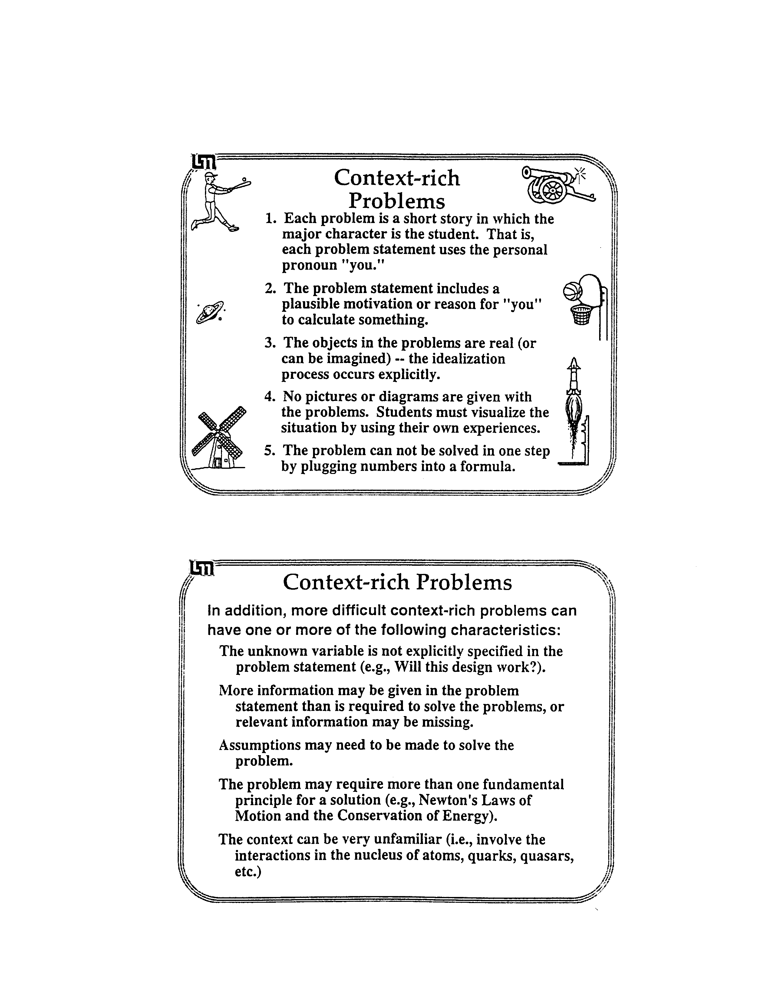 Context-rich
Problems
1. Each problem is a short story in which the
major character is the student. That is,
each problem statement uses the personal
pronoun "you."
2. The problem statement includes a
plausible motivation or reason for "you"
to calculate something.
3. The objects in the problems are real (or
can be imagined) -- the idealization
process occurs explicitly.
4. No pictures or diagrams are given with
the problems. Students must visualize the
situation by using their own experiences.
5. The problem can not be solved in one step
by plugging numbers into a formula.
Context-rich Problems
In addition, more difficult context-rich problems can
have one or more of the following characteristics:
The unknown variable is not explicitly specified in the
problem statement (e.g., Will this design work?).
More information may be given in the problem
statement than is required to solve the problems, or
relevant information may be missing.
Assumptions may need to be made to solve the
problem.
The problem may require more than one fundamental
principle for a solution (e.g., Newton's Laws of
Motion and the Conservation of Energy).
The context can be very unfamiliar (i.e., involve the
interactions in the nucleus of atoms, quarks, quasars,
etc.)